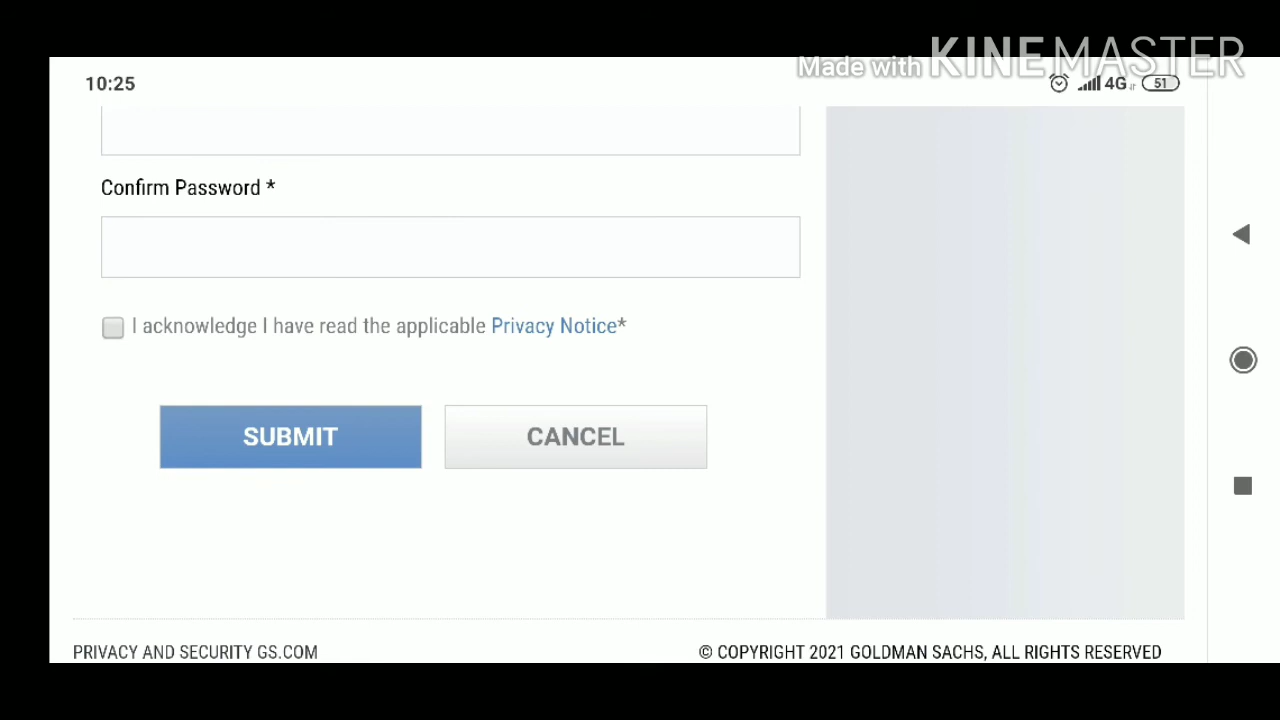 Made with KINEMASTER
10:25
4G 51
Confirm Password *
I acknowledge I have read the applicable Privacy Notice*
SUBMIT
CANCEL
PRIVACY AND SECURITY GS.COM
© COPYRIGHT 2021 GOLDMAN SACHS, ALL RIGHTS RESERVED